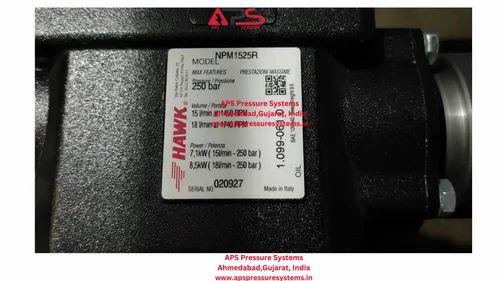 APS
NPM1525R
MODEL
MAX FEATURES PRESTAZIONI MASSIME
Pressure / Pressione
250 bar
Volume / Portata
15 l/min at 1450 RPM
18 l/min at 1740 RPM
Power / Potenza
7,1kW ( 15l/min - 250 bar )
8,5kW ( 18l/min - 250 bar )
SERIAL NO 020927
Made in Italy
HAWK
1.099-06
OIL
APS Pressure Systems
Ahmedabad,Gujarat, India
www.apspressuresystems.in
APS Pressure Systems
Ahmedabad,Gujarat, India
www.apspressuresystems.in